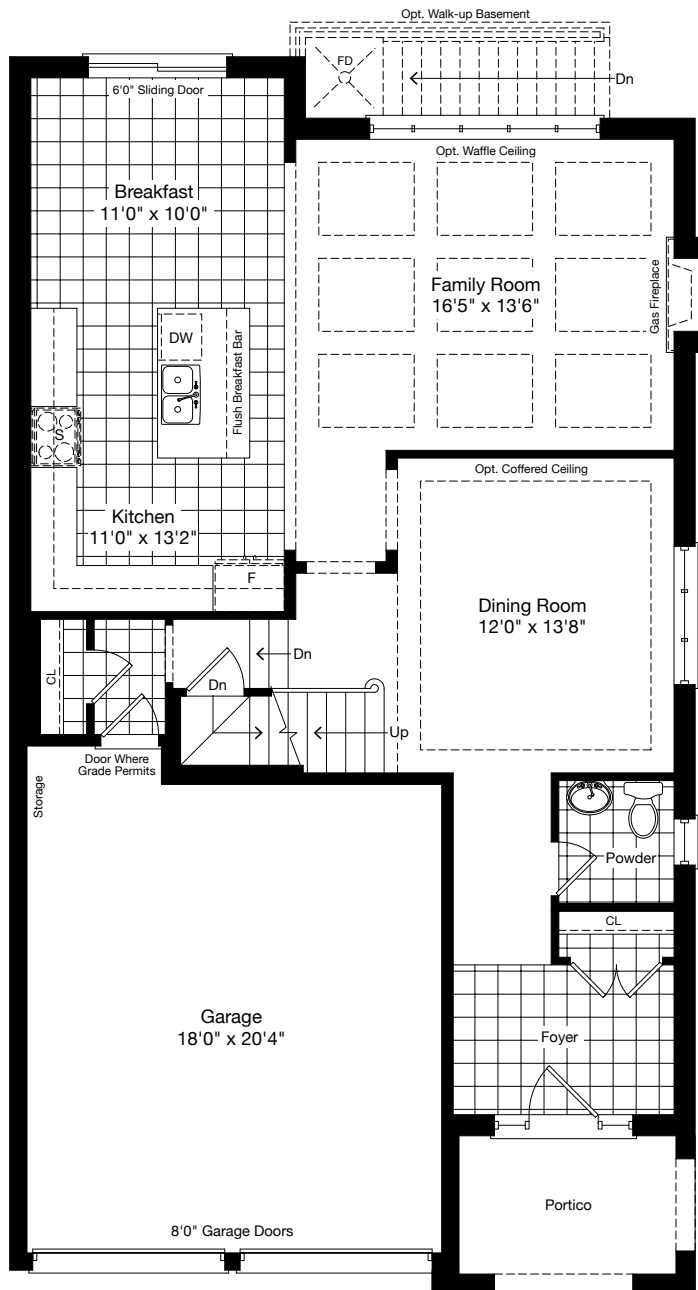 Opt. Walk-up Basement
FD
Dn
6'0" Sliding Door
Opt. Waffle Ceiling
Breakfast
11'0" x 10'0"
Family Room
16'5" x 13'6"
Gas Fireplace
DW
Flush Breakfast Bar
S
Opt. Coffered Ceiling
Kitchen
11'0" x 13'2"
F
Dining Room
12'0" x 13'8"
CL
Dn
Dn
Up
Door Where
Grade Permits
Storage
Powder
CL
Garage
18'0" x 20'4"
Foyer
Portico
8'0" Garage Doors